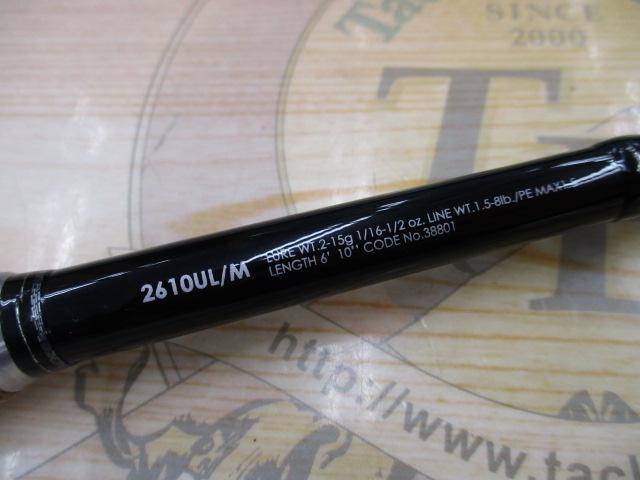 SINCE
2000
2610UL/M
LURE WT.2-15g 1/16-1/2 oz. LINE WT.1.5-8lb./PE MAX1.5
LENGTH 6' 10'' CODE No.38801
http://
www.tack